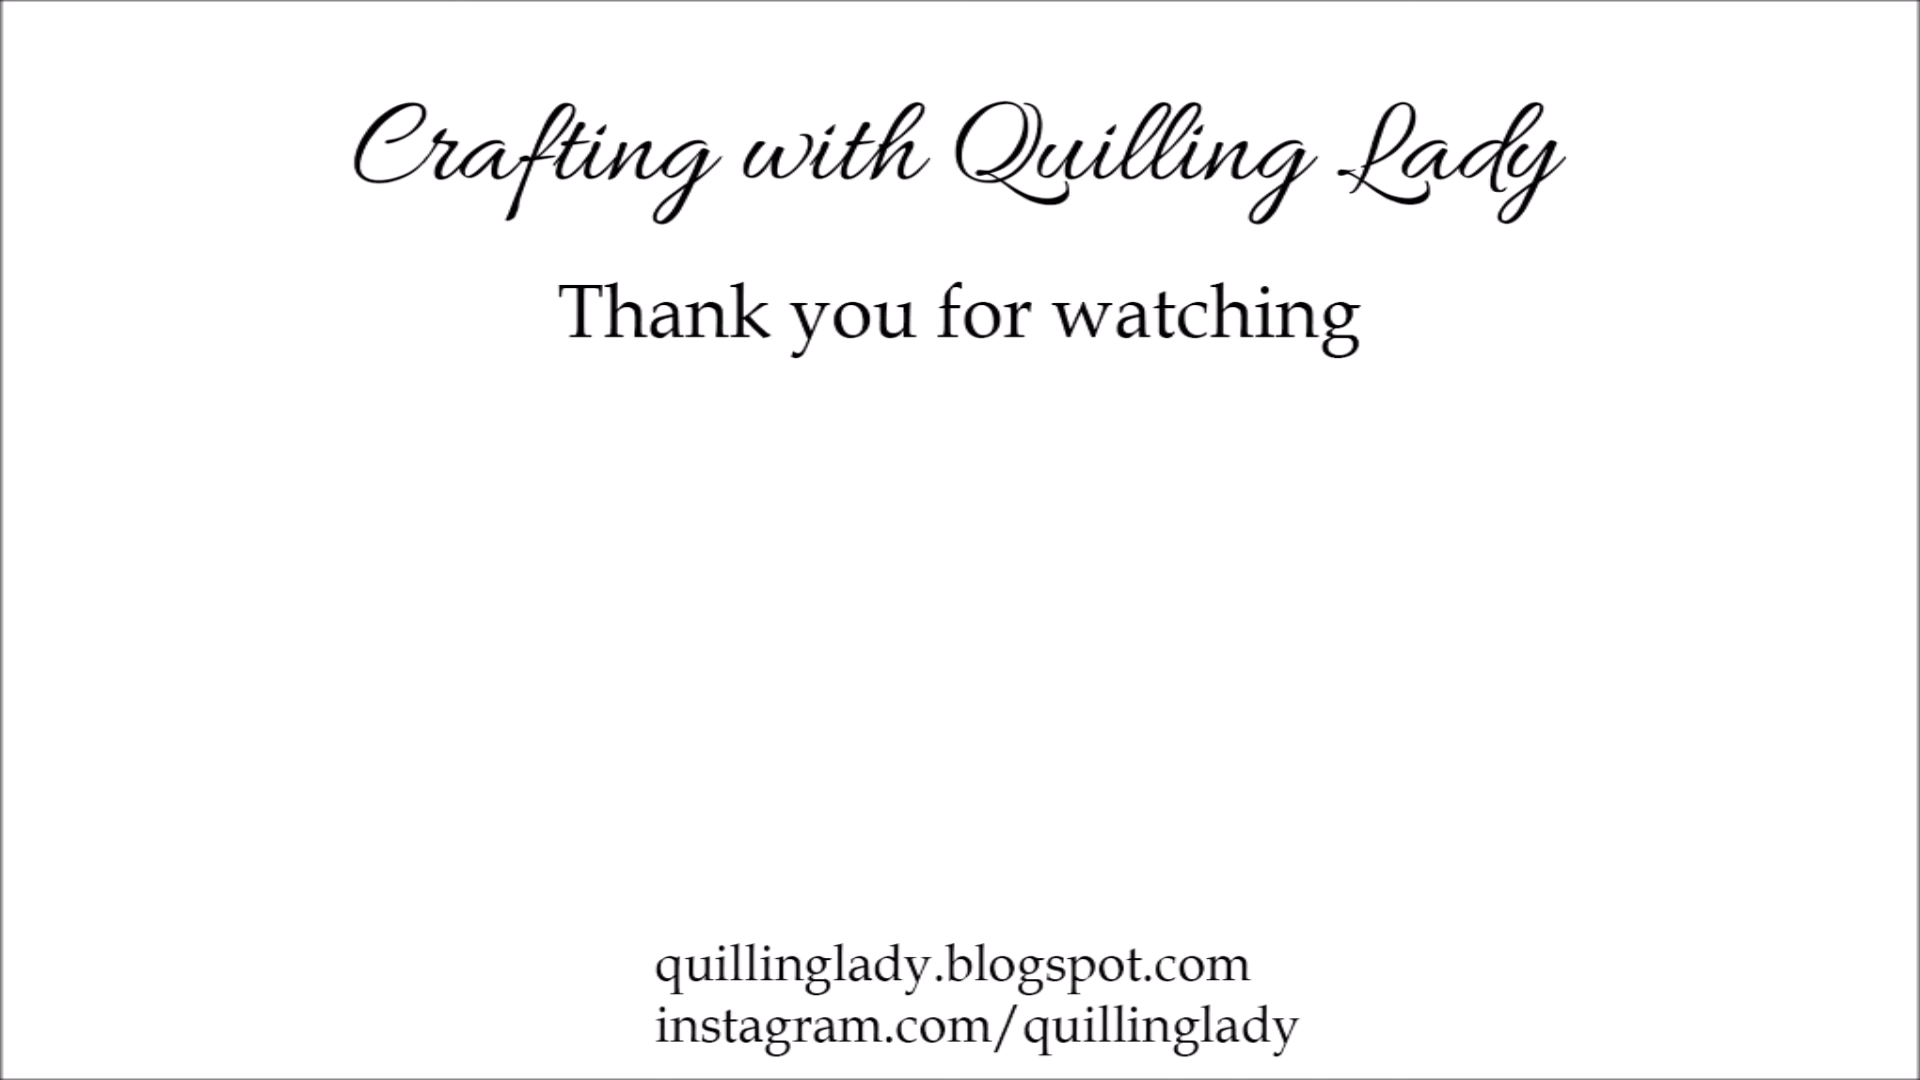 Crafting with Quilling Lady
Thank you for watching
quillinglady.blogspot.com
instagram.com/quillinglady